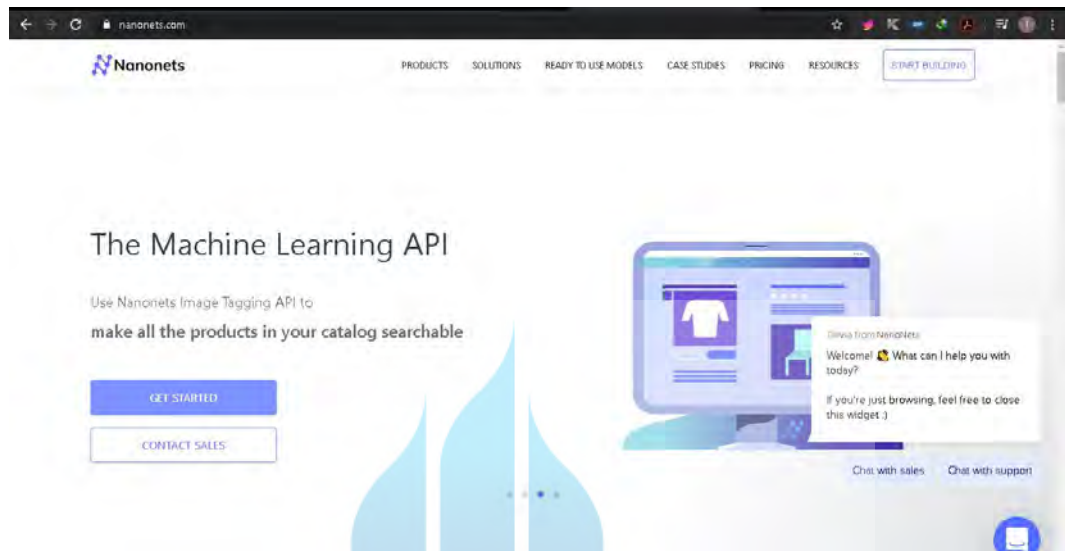 nanonets.com
Nanonets
PRODUCTS SOLUTIONS READY TO USE MODELS CASE STUDIES PRICING RESOURCES START BUILDING
The Machine Learning API
Use Nanonets Image Tagging API to
make all the products in your catalog searchable
GET STARTED
CONTACT SALES
from NanoNets
Welcome! What can I help you with
today?
If you're just browsing, feel free to close
this widget :)
Chat with sales Chat with support